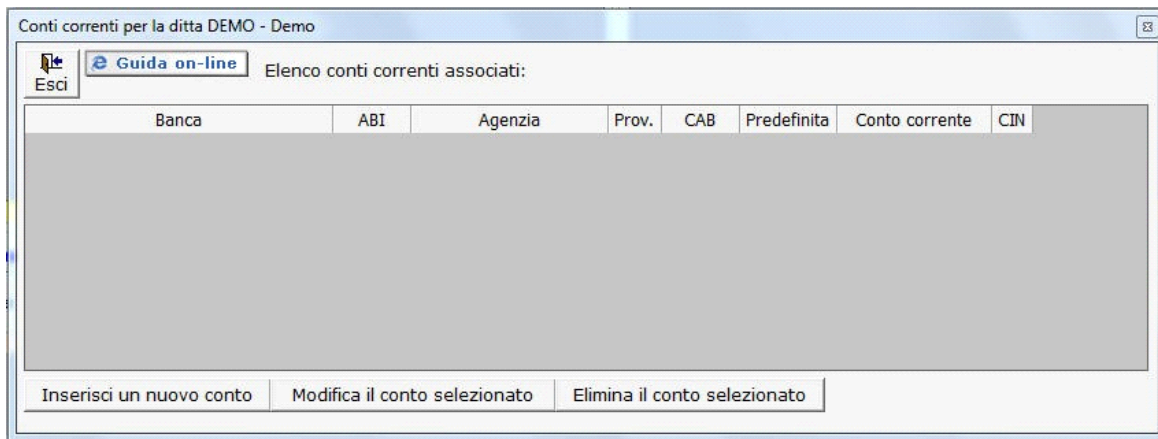 Conti correnti per la ditta DEMO - Demo
Esci
Guida on-line
Elenco conti correnti associati:
Banca ABI Agenzia Prov. CAB Predefinita Conto corrente CIN
Inserisci un nuovo conto Modifica il conto selezionato Elimina il conto selezionato